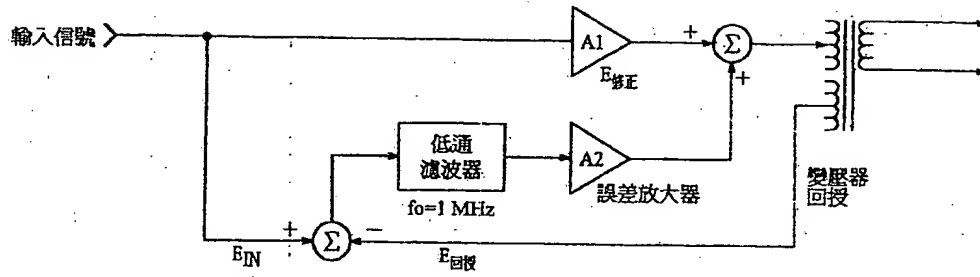 輸入信號
A1
+
Σ
E修正
+
低通
濾波器
A2
fo=1 MHz
誤差放大器
變壓器
回授
+
Σ
−
EIN
E回授